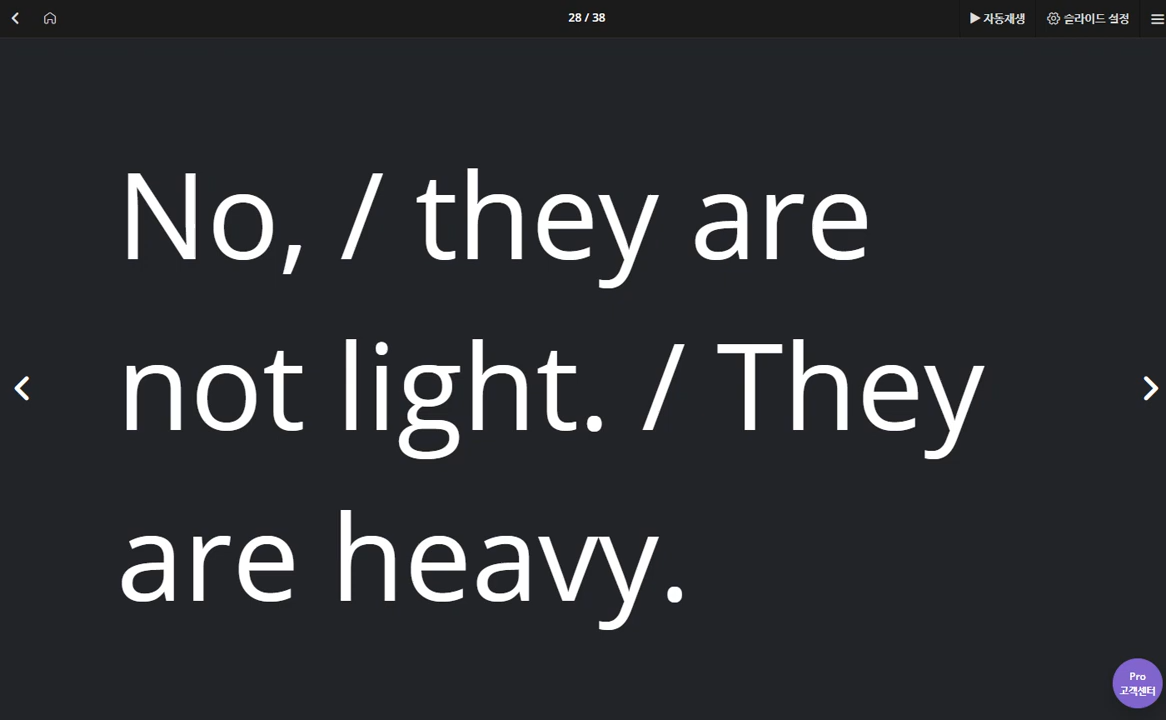 28 / 38
자동재생
슬라이드 설정
No, / they are
not light. / They
are heavy.
Pro
고객센터